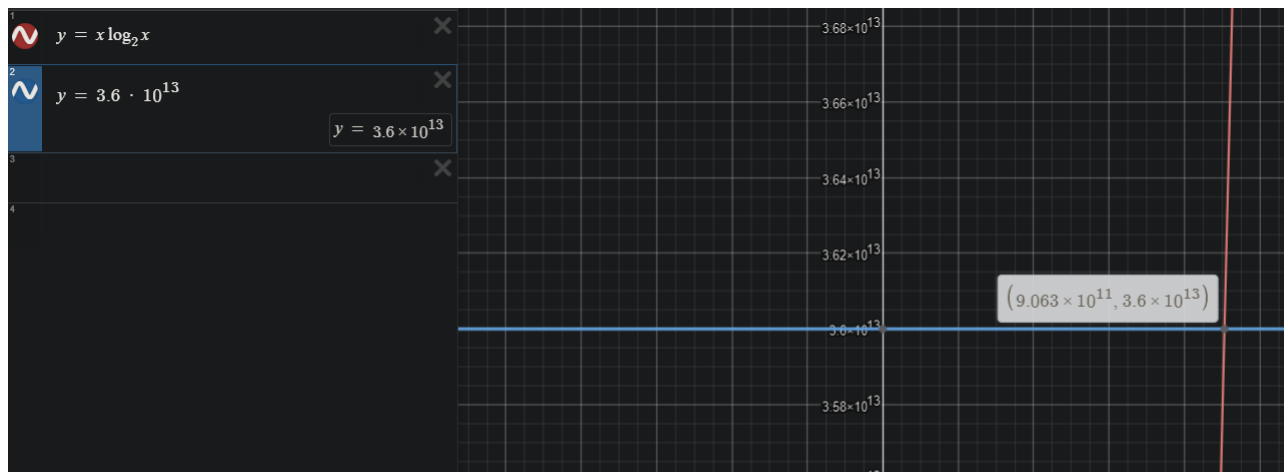 1
y = x log₂ x
2
y = 3.6 · 10¹³
y = 3.6×10¹³
3
4
3.68×10¹³
3.66×10¹³
3.64×10¹³
3.62×10¹³
(9.063 × 10¹¹, 3.6 × 10¹³)
3.6×10¹³
3.58×10¹³